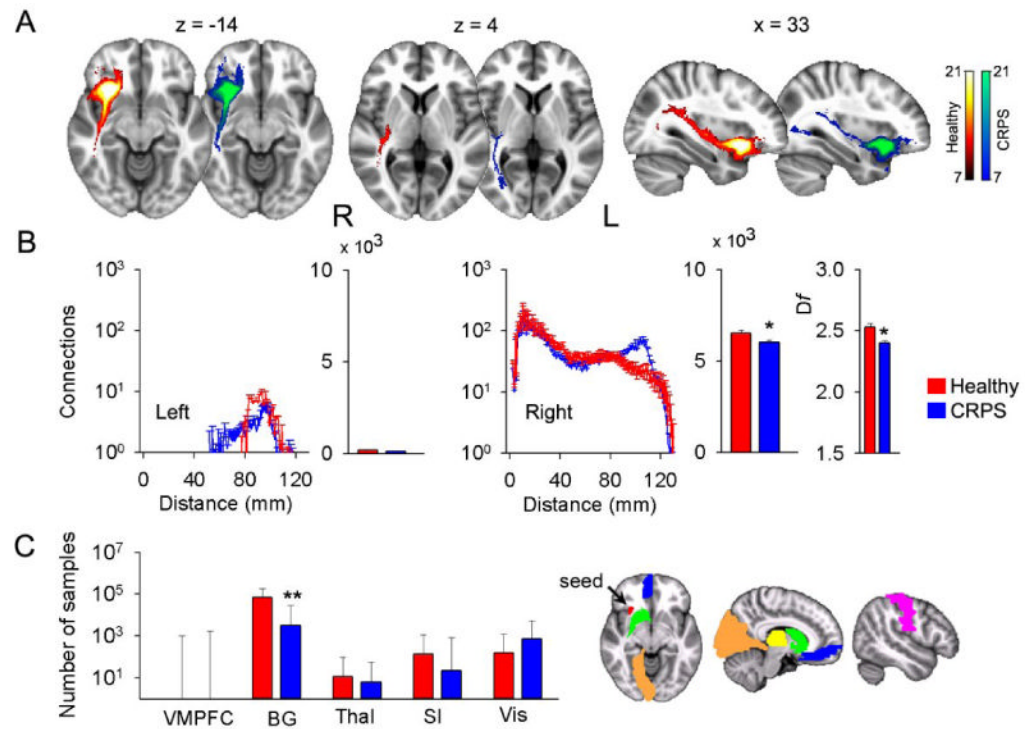 A
z = -14
z = 4
x = 33
21
7
Healthy
21
7
CRPS
R
L
B
Connections
10³
10²
10¹
10⁰
Left
0 40 80 120
Distance (mm)
x 10³
10
5
0
10³
10²
10¹
10⁰
Right
0 40 80 120
Distance (mm)
x 10³
10
5
0
*
Df
3.0
2.5
2.0
1.5
*
Healthy
CRPS
C
Number of samples
10⁷
10⁵
10³
10¹
**
VMPFC BG Thal SI Vis
seed